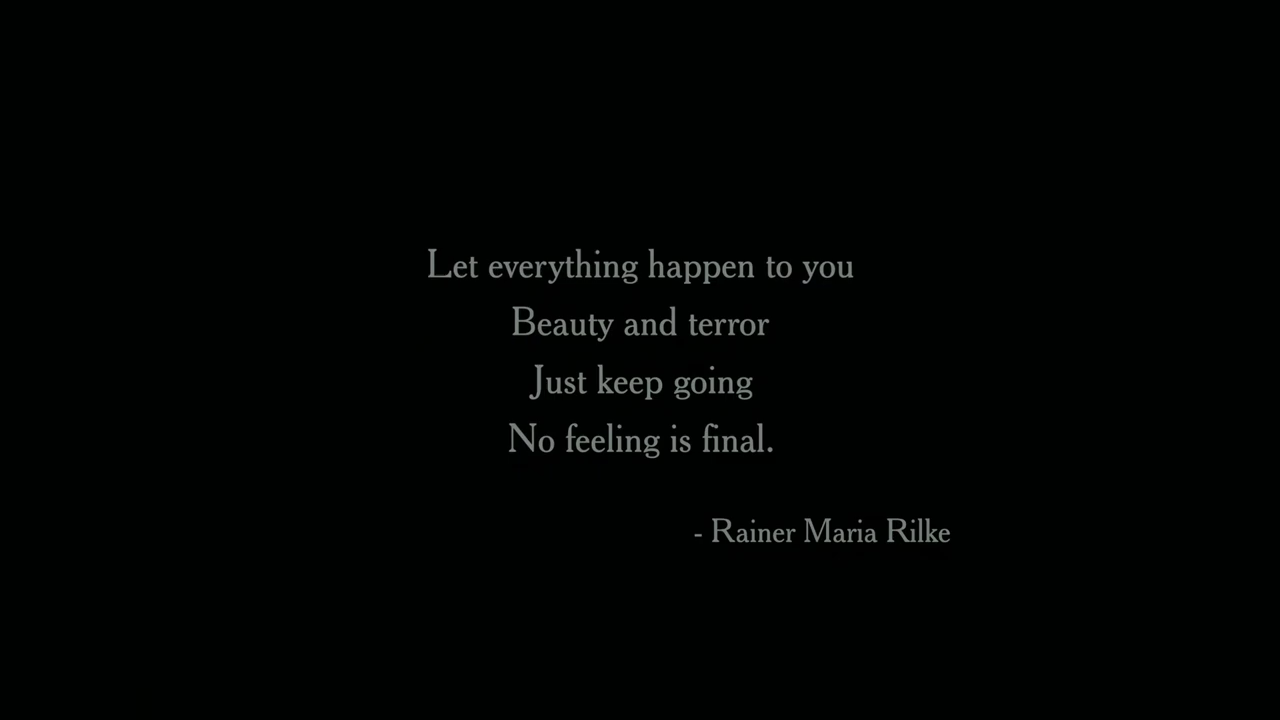 Let everything happen to you
Beauty and terror
Just keep going
No feeling is final.
- Rainer Maria Rilke